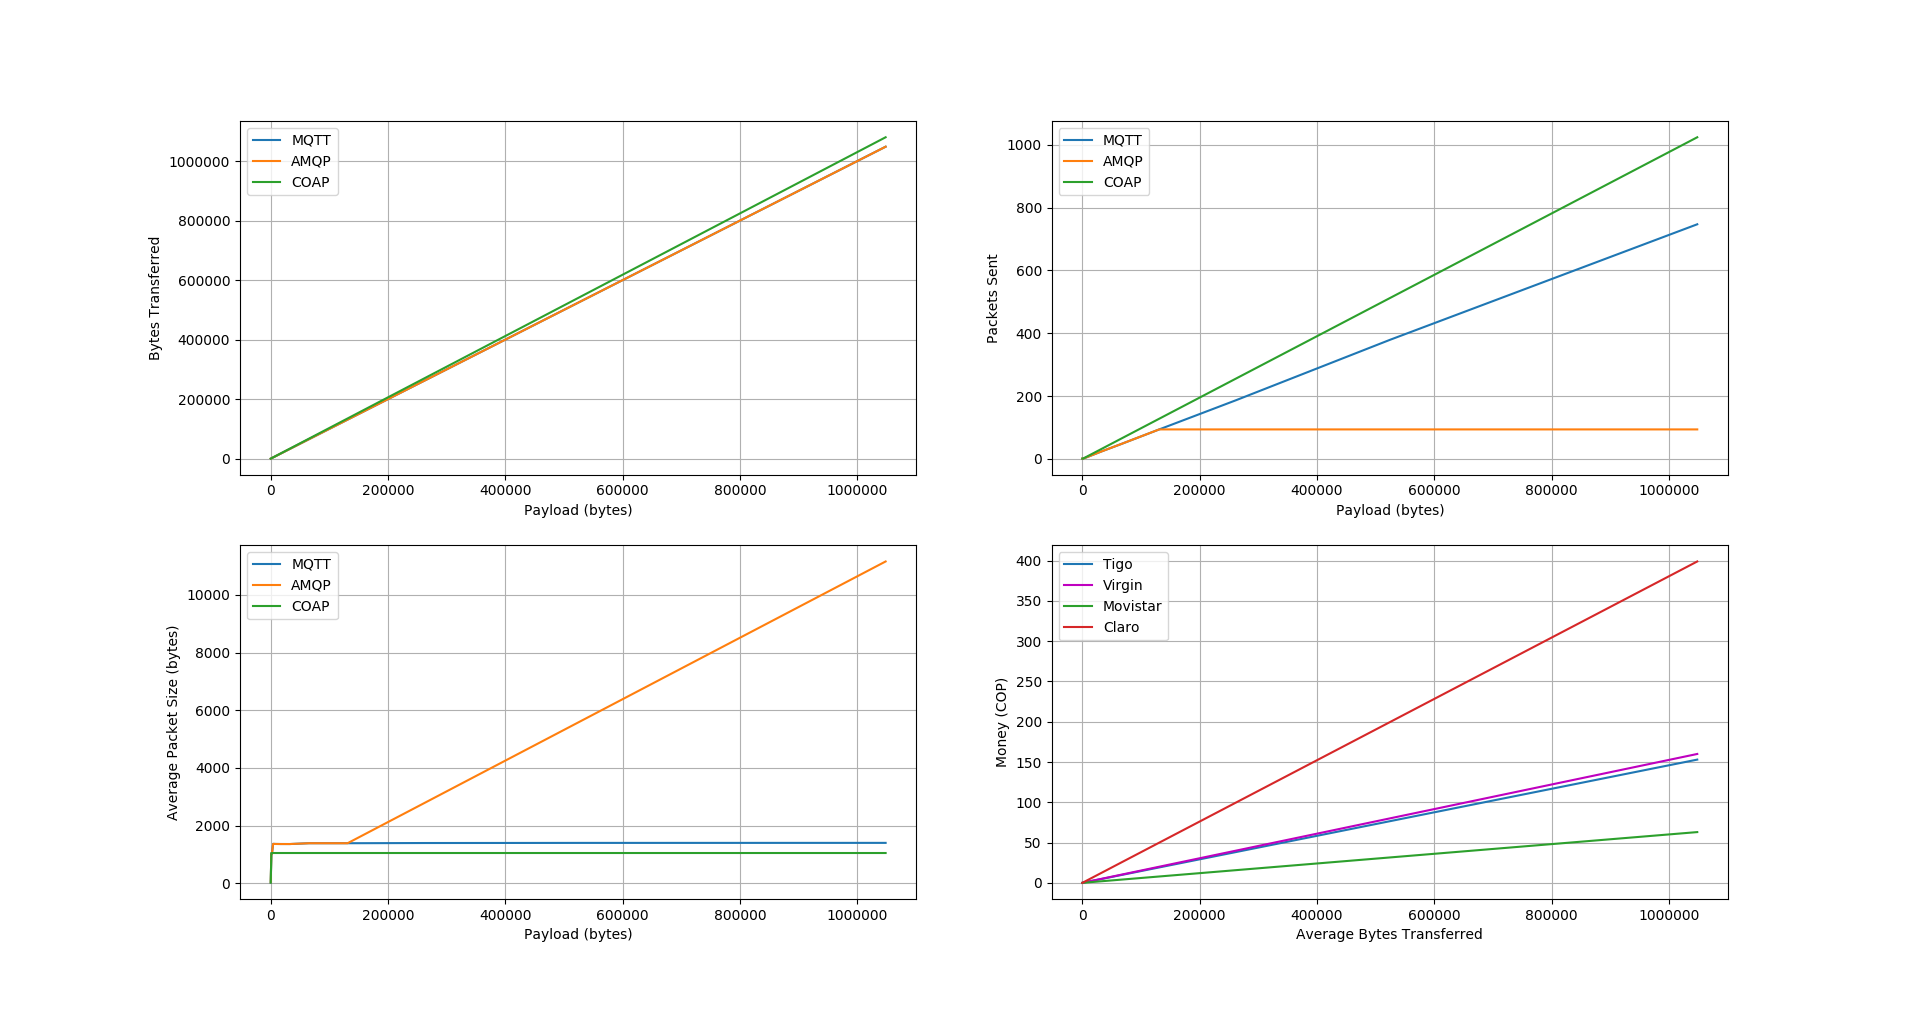 MQTT
AMQP
COAP
1000000
800000
600000
400000
200000
0
Bytes Transferred
0 200000 400000 600000 800000 1000000
Payload (bytes)
MQTT
AMQP
COAP
1000
800
600
400
200
0
Packets Sent
0 200000 400000 600000 800000 1000000
Payload (bytes)
MQTT
AMQP
COAP
10000
8000
6000
4000
2000
0
Average Packet Size (bytes)
0 200000 400000 600000 800000 1000000
Payload (bytes)
Tigo
Virgin
Movistar
Claro
400
350
300
250
200
150
100
50
0
Money (COP)
0 200000 400000 600000 800000 1000000
Average Bytes Transferred